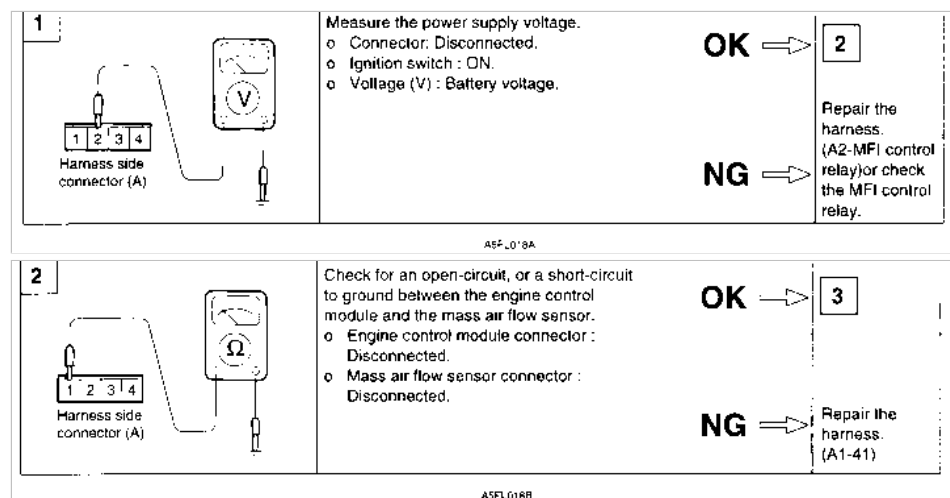 1
Measure the power supply voltage.
o Connector: Disconnected.
o Ignition switch : ON.
o Voltage (V) : Battery voltage.
V
1 2 3 4
Harness side
connector (A)
OK
2
NG
Repair the
harness.
(A2-MFI control
relay)or check
the MFI control
relay.
A5FL018A
2
Check for an open-circuit, or a short-circuit
to ground between the engine control
module and the mass air flow sensor.
o Engine control module connector :
Disconnected.
o Mass air flow sensor connector :
Disconnected.
Ω
1 2 3 4
Harness side
connector (A)
OK
3
NG
Repair the
harness.
(A1-41)
A5FL018B